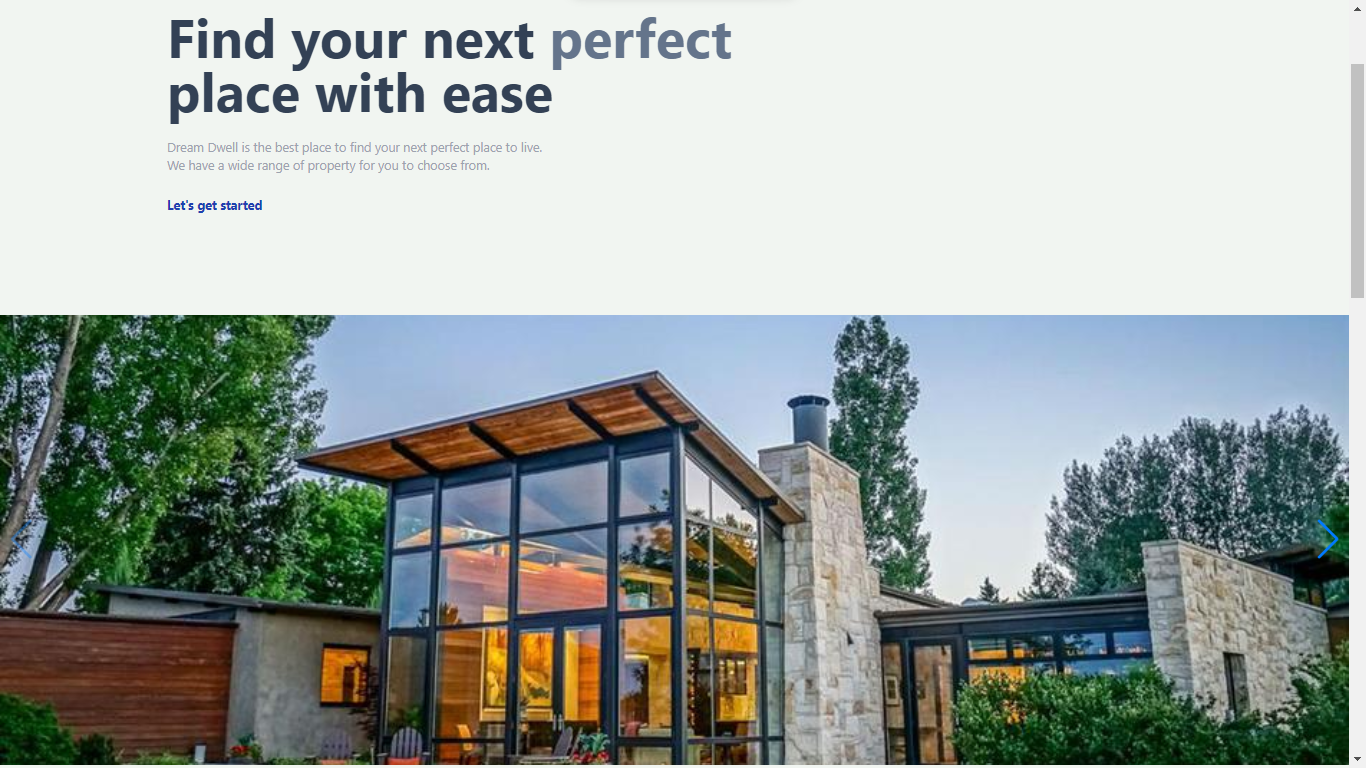 Find your next perfect
place with ease
Dream Dwell is the best place to find your next perfect place to live.
We have a wide range of property for you to choose from.
Let's get started